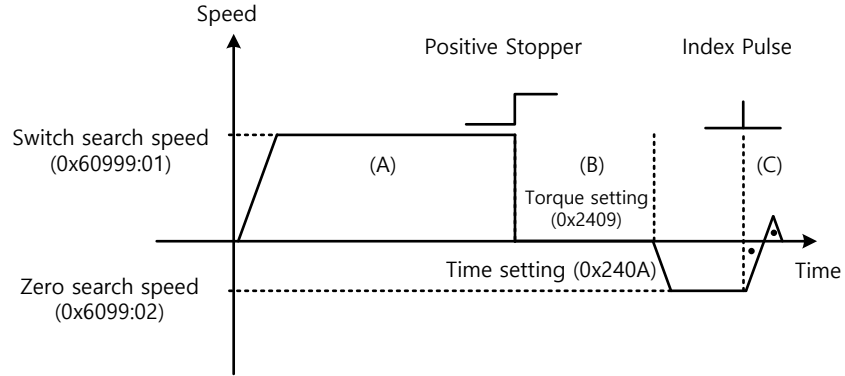 Speed
Positive Stopper
Index Pulse
Switch search speed
(0x60999:01)
(A)
(B)
(C)
Torque setting
(0x2409)
Time setting (0x240A)
Time
Zero search speed
(0x6099:02)